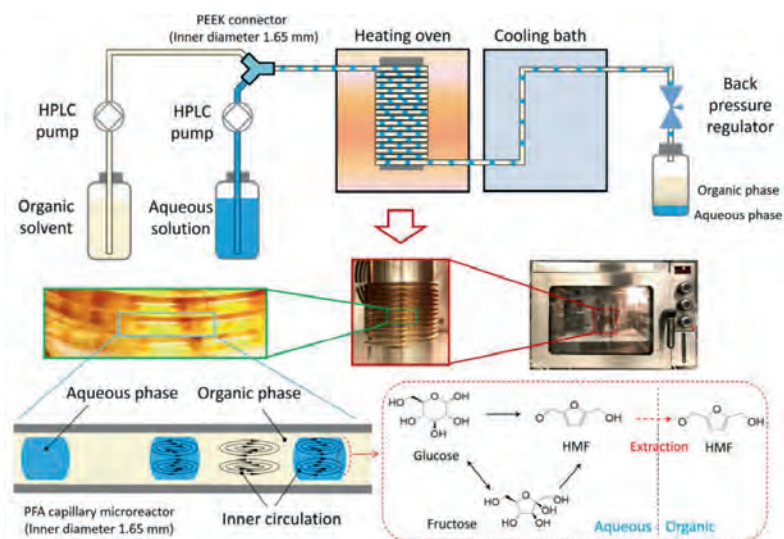 PEEK connector
(Inner diameter 1.65 mm)
Heating oven
Cooling bath
HPLC
pump
HPLC
pump
Back
pressure
regulator
Organic
solvent
Aqueous
solution
Organic phase
Aqueous phase
Aqueous phase
Organic phase
PFA capillary microreactor
(Inner diameter 1.65 mm)
Inner circulation
HO
O
OH
HO
OH
OH
Glucose
O
O
OH
HMF
Extraction
O
O
OH
HMF
HO
O
OH
OH
HO
OH
Fructose
Aqueous
Organic